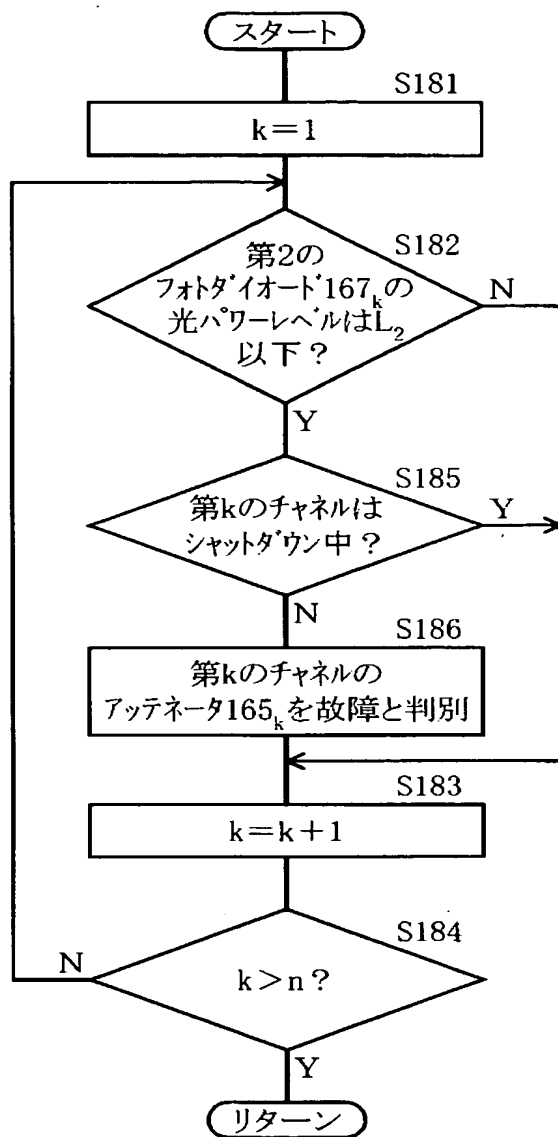 スタート
S181
k=1
S182
第2の
フォトダイオード167k の
光パワーレベルはL2
以下?
N
Y
S185
第kのチャネルは
シャットダウン中?
Y
N
S186
第kのチャネルの
アッテネータ165k を故障と判別
S183
k=k+1
S184
N
k>n?
Y
リターン